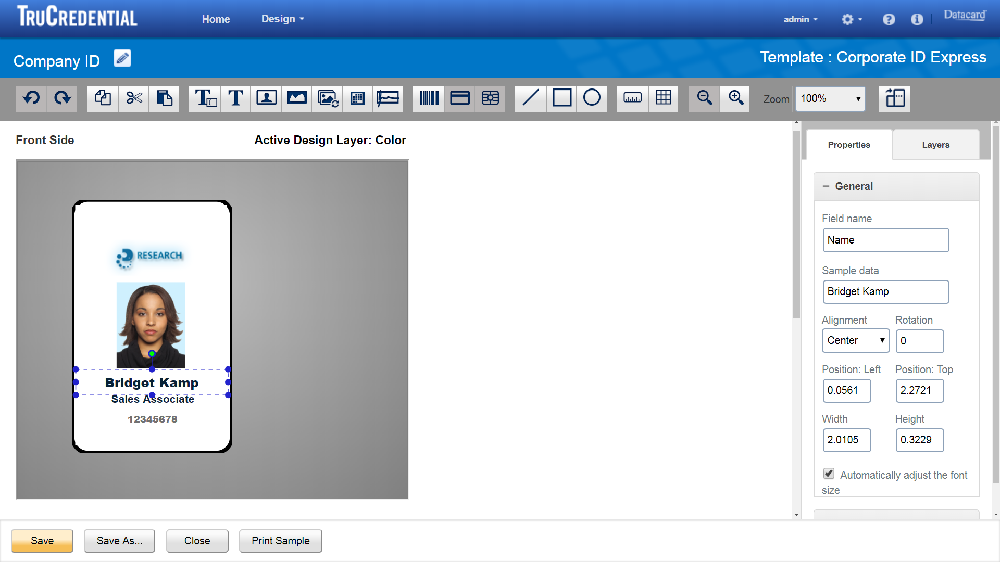 TRUCREDENTIAL
Home
Design
admin
Datacard
Company ID
Template : Corporate ID Express
Zoom
100%
Front Side
Active Design Layer: Color
RESEARCH
Bridget Kamp
Sales Associate
12345678
Properties
Layers
General
Field name
Name
Sample data
Bridget Kamp
Alignment
Rotation
Center
0
Position: Left
Position: Top
0.0561
2.2721
Width
Height
2.0105
0.3229
Automatically adjust the font
size
Save
Save As...
Close
Print Sample